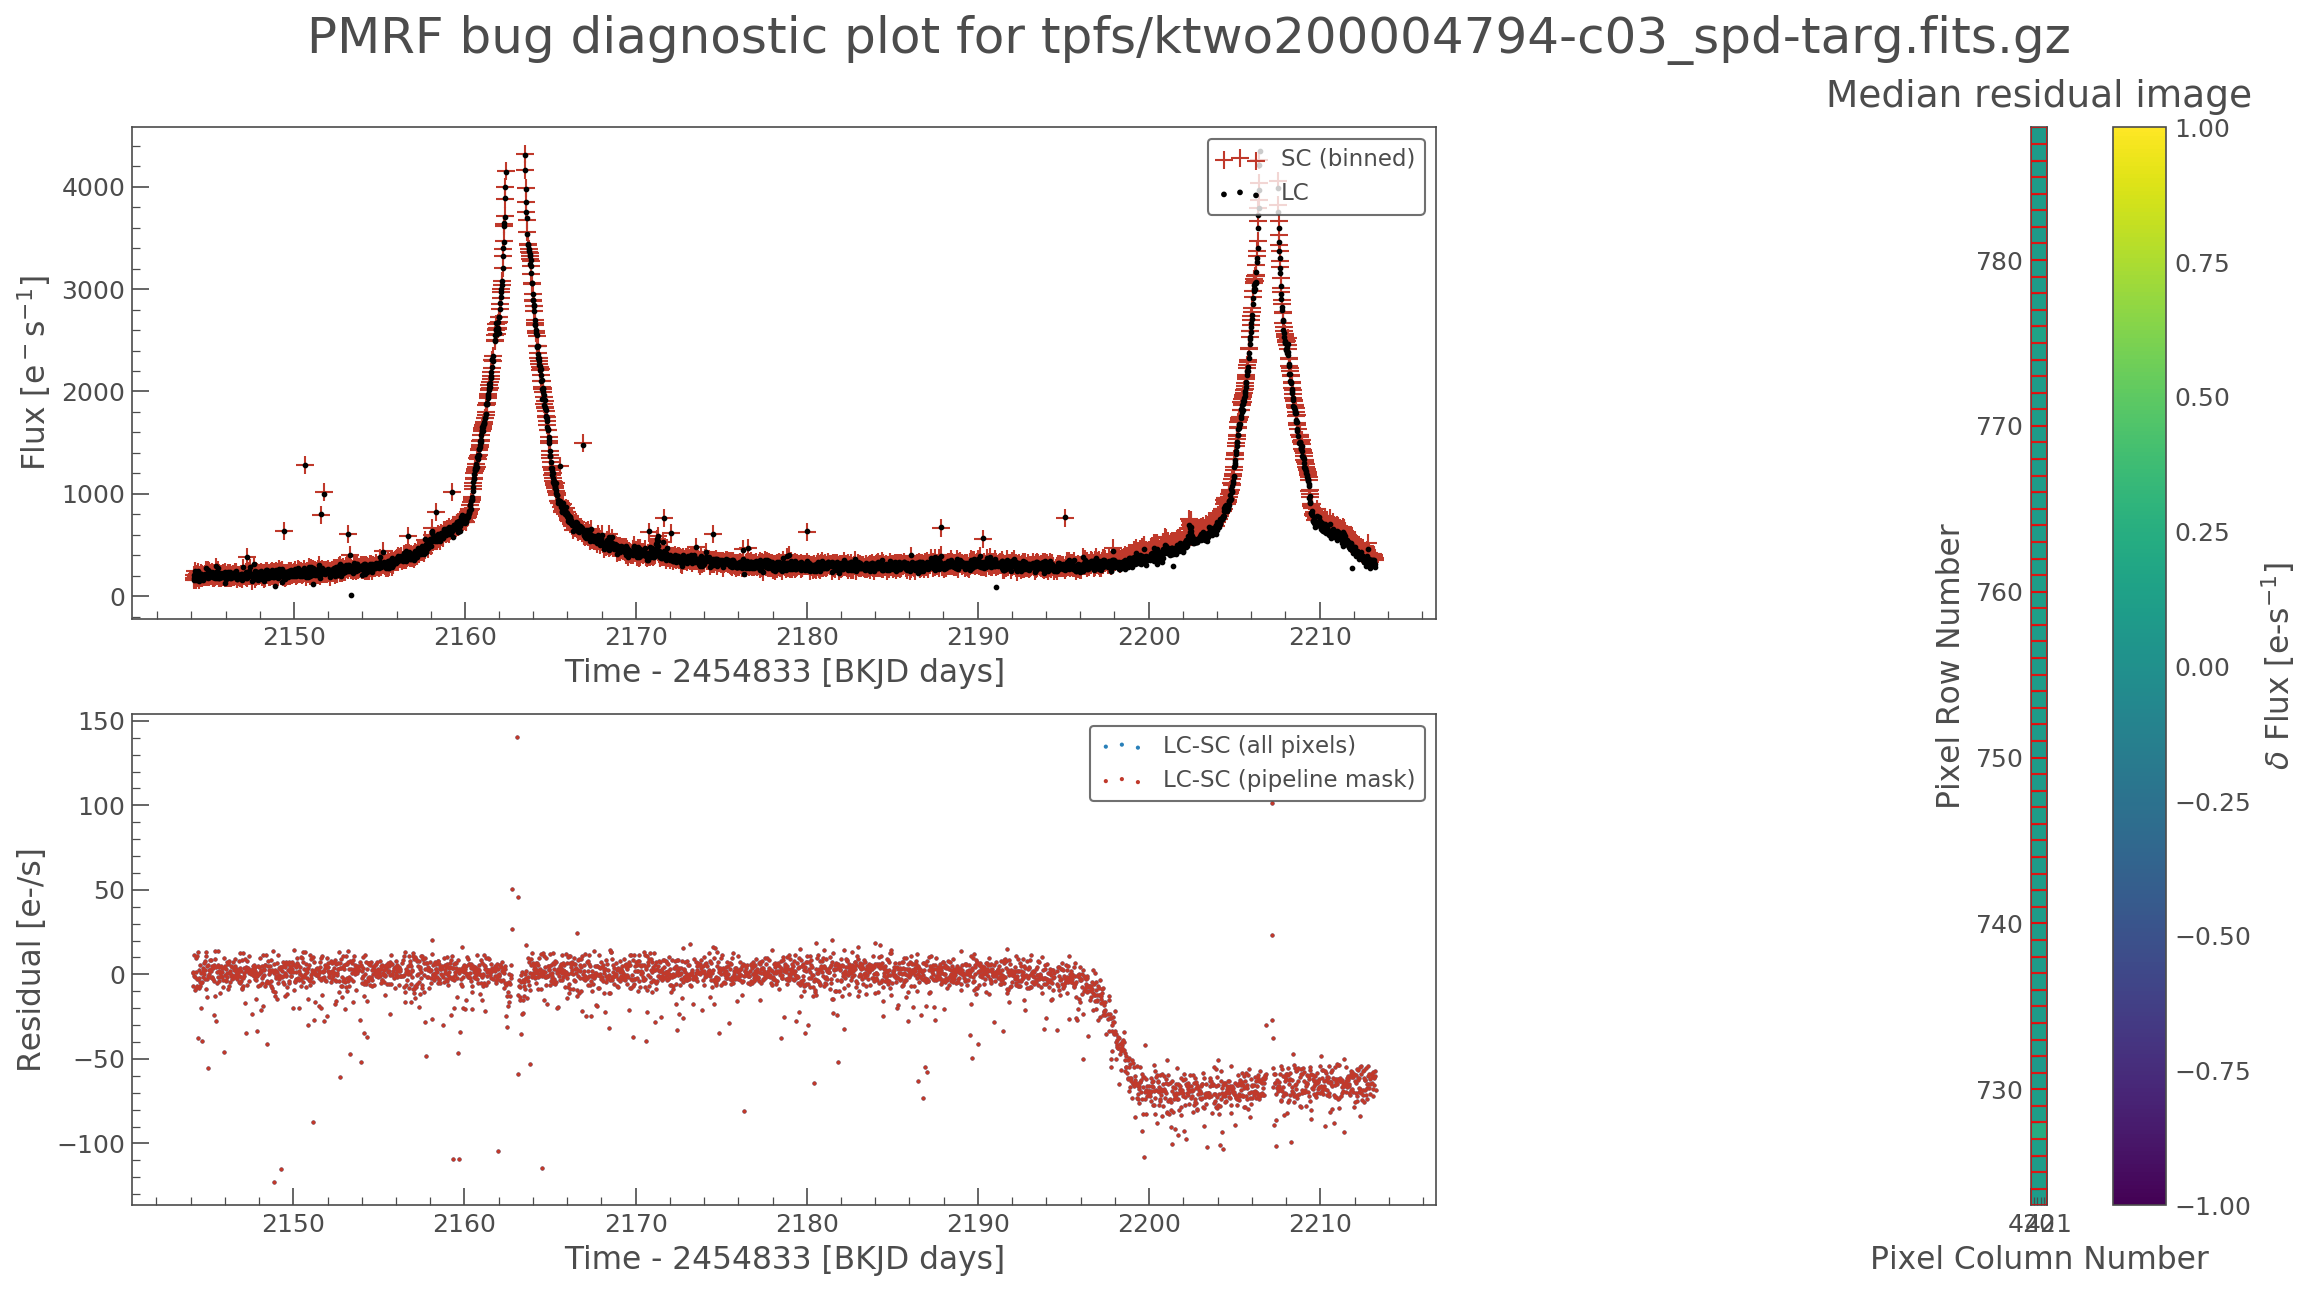 PMRF bug diagnostic plot for tpfs/ktwo200004794-c03_spd-targ.fits.gz
Flux [e⁻ s⁻¹]
4000
3000
2000
1000
0
SC (binned)
LC
2150 2160 2170 2180 2190 2200 2210
Time - 2454833 [BKJD days]
Residual [e-/s]
150
100
50
0
−50
−100
LC-SC (all pixels)
LC-SC (pipeline mask)
2150 2160 2170 2180 2190 2200 2210
Time - 2454833 [BKJD days]
Median residual image
Pixel Row Number
780
770
760
750
740
730
420 421
Pixel Column Number
1.00
0.75
0.50
0.25
0.00
−0.25
−0.50
−0.75
−1.00
δ Flux [e-s⁻¹]